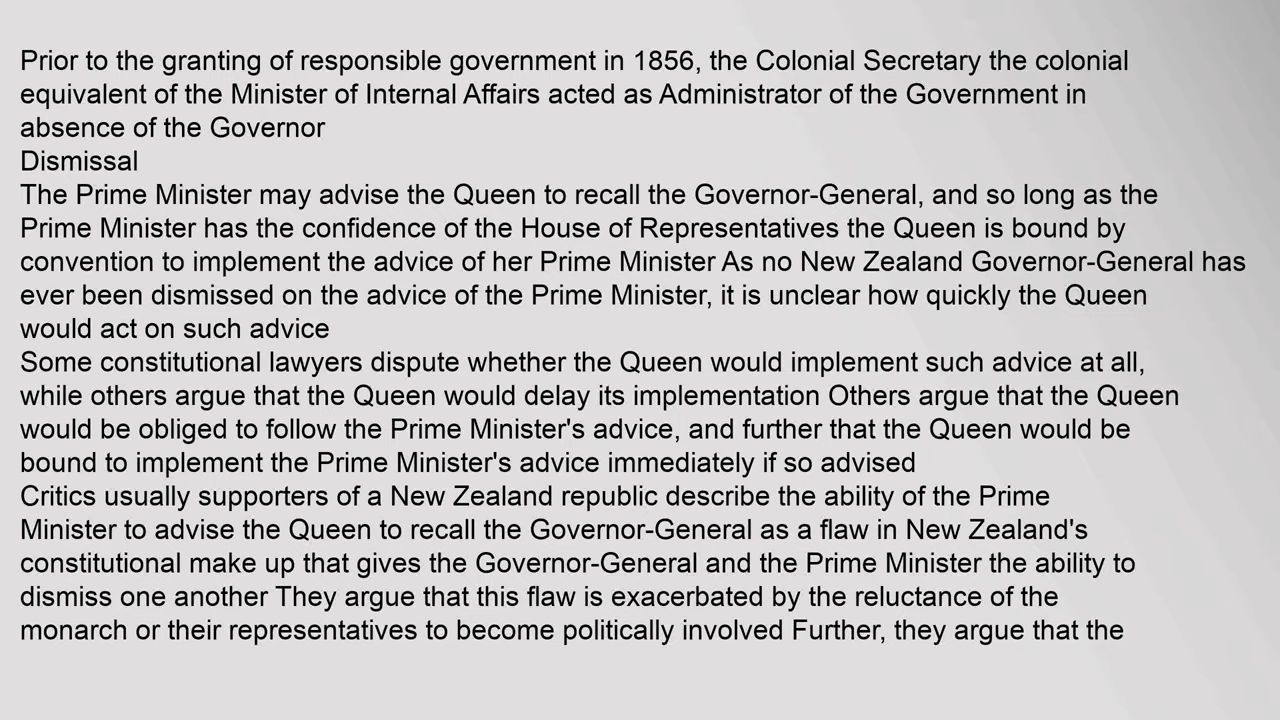 Prior to the granting of responsible government in 1856, the Colonial Secretary the colonial
equivalent of the Minister of Internal Affairs acted as Administrator of the Government in
absence of the Governor
Dismissal
The Prime Minister may advise the Queen to recall the Governor-General, and so long as the
Prime Minister has the confidence of the House of Representatives the Queen is bound by
convention to implement the advice of her Prime Minister As no New Zealand Governor-General has
ever been dismissed on the advice of the Prime Minister, it is unclear how quickly the Queen
would act on such advice
Some constitutional lawyers dispute whether the Queen would implement such advice at all,
while others argue that the Queen would delay its implementation Others argue that the Queen
would be obliged to follow the Prime Minister's advice, and further that the Queen would be
bound to implement the Prime Minister's advice immediately if so advised
Critics usually supporters of a New Zealand republic describe the ability of the Prime
Minister to advise the Queen to recall the Governor-General as a flaw in New Zealand's
constitutional make up that gives the Governor-General and the Prime Minister the ability to
dismiss one another They argue that this flaw is exacerbated by the reluctance of the
monarch or their representatives to become politically involved Further, they argue that the